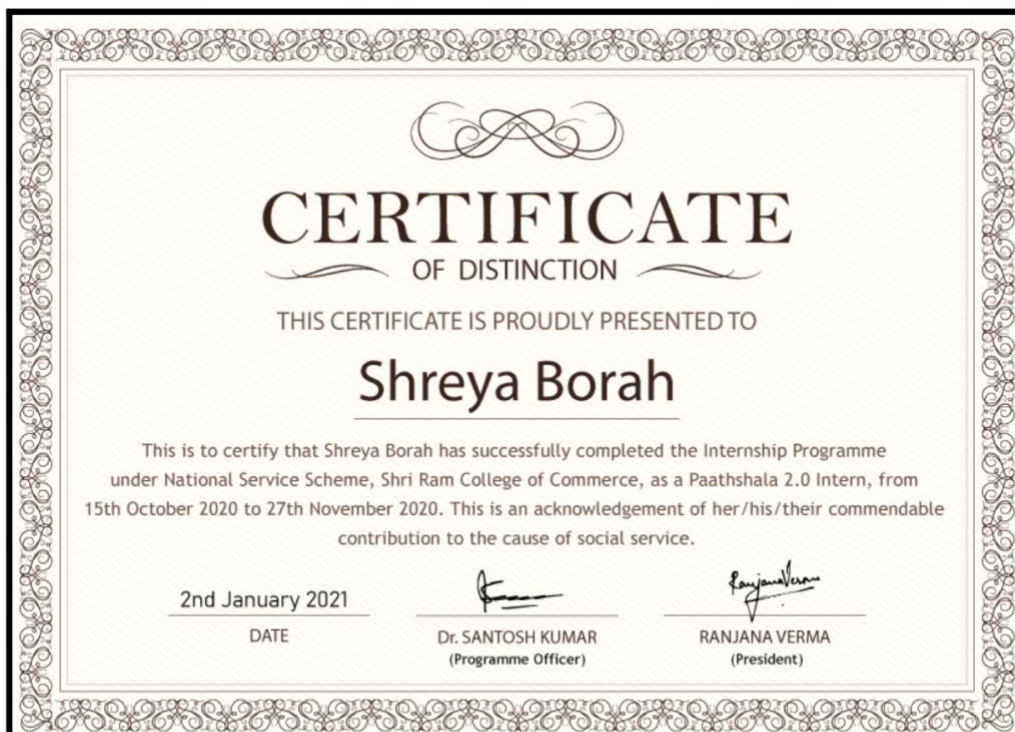 CERTIFICATE
OF DISTINCTION
THIS CERTIFICATE IS PROUDLY PRESENTED TO
Shreya Borah
This is to certify that Shreya Borah has successfully completed the Internship Programme
under National Service Scheme, Shri Ram College of Commerce, as a Paathshala 2.0 Intern, from
15th October 2020 to 27th November 2020. This is an acknowledgement of her/his/their commendable
contribution to the cause of social service.
Ranjana Verma
2nd January 2021
DATE
Dr. SANTOSH KUMAR
(Programme Officer)
RANJANA VERMA
(President)